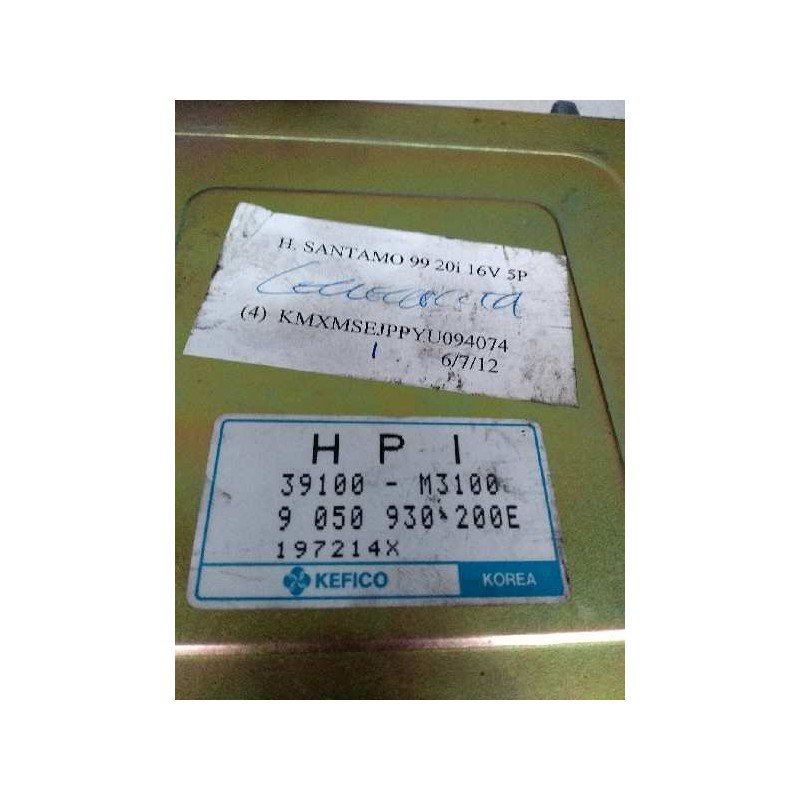 H. SANTAMO 99 20i 16V 5P
(4) KMXMSEJPPYU094074
1 6/7/12
H P I
39100 - M3100
9 050 930 200E
197214X
KEFICO KOREA